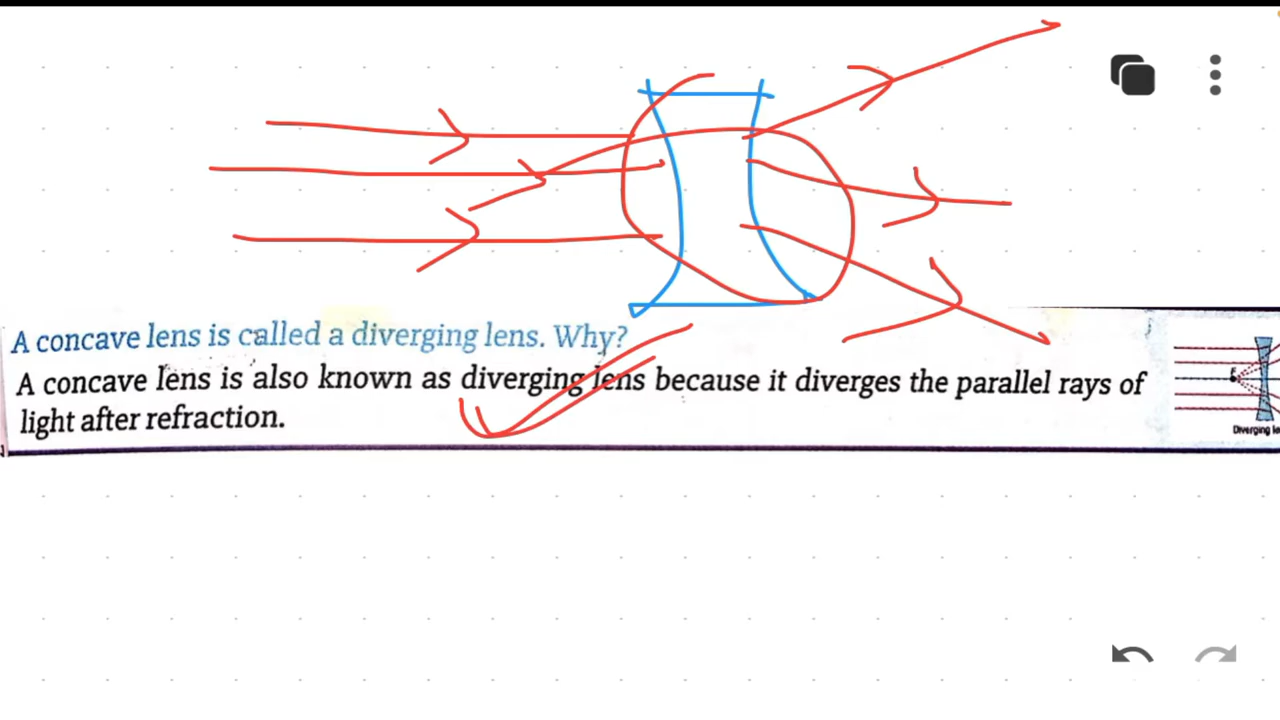 A concave lens is called a diverging lens. Why?
A concave lens is also known as diverging lens because it diverges the parallel rays of
light after refraction.
Diverging